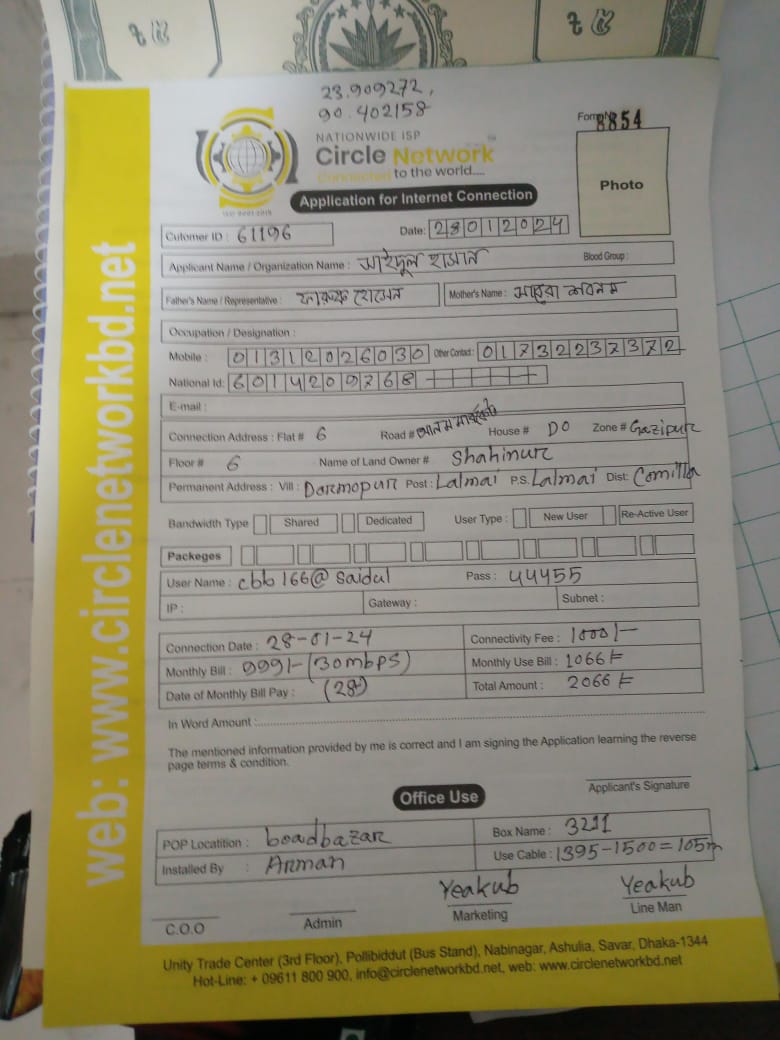 23.909272,
90.402158
NATIONWIDE ISP
Circle Network
Connected to the world....
Form No 8854
Photo
Application for Internet Connection
Cutomer ID : 61196
Date: 28012024
Applicant Name / Organization Name : সাইদুল হাসান
Blood Group :
Father's Name / Representative : ফারুক হোসেন
Mother's Name :
Occupation / Designation :
Mobile : 01312026030 Other Contact : 01732237372
National Id: 6014209768
E-mail :
Connection Address : Flat # 6 Road # আলম মার্কেট House # DO Zone # Gazipur
Floor # 6 Name of Land Owner # Shahinur
Permanent Address : Vill : Darmopur Post : Lalmai P.S. Lalmai Dist: Comilla
Bandwidth Type Shared Dedicated User Type : New User Re-Active User
Packeges
User Name : cbb166@saidul Pass : 44455
IP : Gateway : Subnet :
Connection Date : 28-01-24 Connectivity Fee : 1000/-
Monthly Bill : 999/- (30mbps) Monthly Use Bill : 1066/=
Date of Monthly Bill Pay : (28) Total Amount : 2066/=
In Word Amount :
The mentioned information provided by me is correct and I am signing the Application learning the reverse
page terms & condition.
Applicant's Signature
Office Use
POP Locatition : boadbazar Box Name : 3211
Installed By : Arman Use Cable : 1395-1500=105m
Yeakub Yeakub
C.O.O Admin Marketing Line Man
Unity Trade Center (3rd Floor), Pollibiddut (Bus Stand), Nabinagar, Ashulia, Savar, Dhaka-1344
Hot-Line: + 09611 800 900, info@circlenetworkbd.net, web: www.circlenetworkbd.net
web: www.circlenetworkbd.net